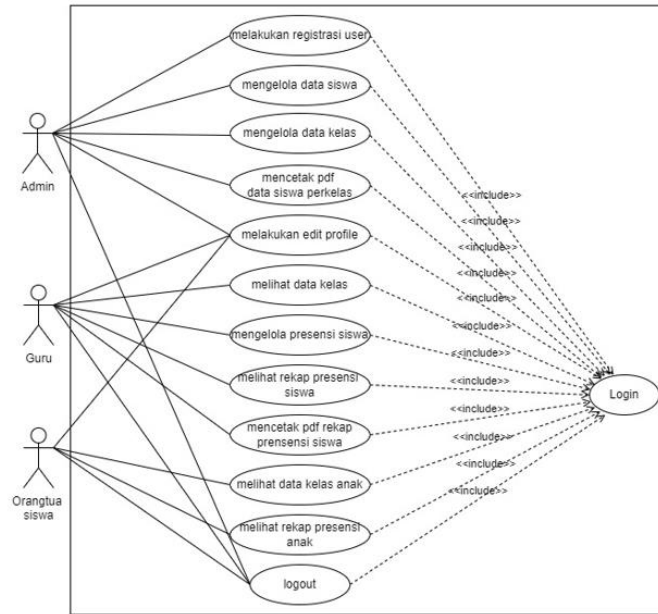 melakukan registrasi user
mengelola data siswa
mengelola data kelas
mencetak pdf
data siswa perkelas
melakukan edit profile
melihat data kelas
mengelola presensi siswa
melihat rekap presensi
siswa
mencetak pdf rekap
prensensi siswa
melihat data kelas anak
melihat rekap presensi
anak
logout
Admin
Guru
Orangtua
siswa
<<include>>
<<include>>
<<include>>
<<include>>
<<include>>
<<include>>
<<include>>
<<include>>
<<include>>
<<include>>
<<include>>
<<include>>
Login